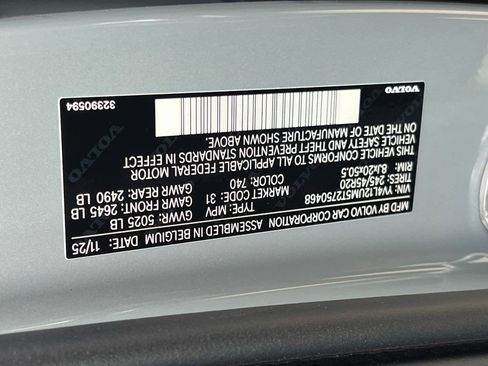 MFD BY VOLVO CAR CORPORATION ASSEMBLED IN BELGIUM DATE: 11/25
VIN: YV4L12UM5T2750468 TYPE: MPV GVWR: 5025 LB
TIRES: 245/45R20 MARKET CODE: 31 GAWR FRONT: 2645 LB
RIM: 8Jx20x50.5 COLOR: 740 GAWR REAR: 2490 LB
THIS VEHICLE CONFORMS TO ALL APPLICABLE FEDERAL MOTOR
VEHICLE SAFETY AND THEFT PREVENTION STANDARDS IN EFFECT
ON THE DATE OF MANUFACTURE SHOWN ABOVE.
VOLVO 32390594